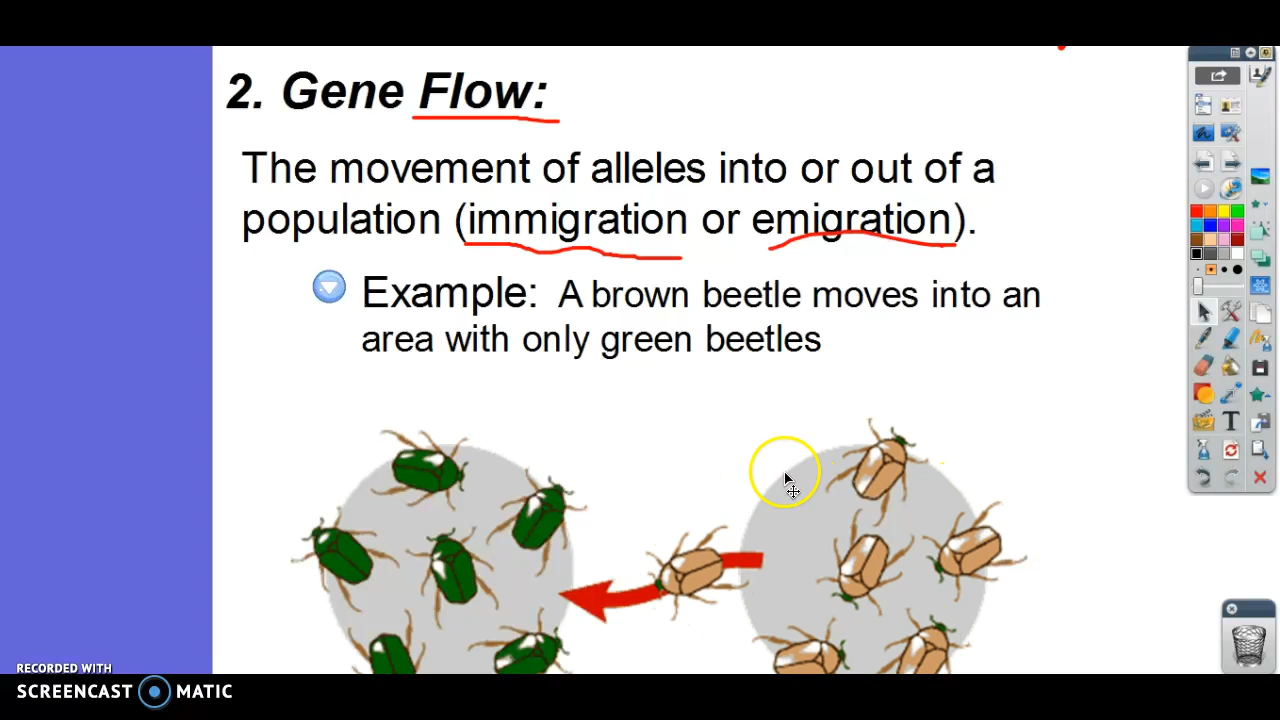 2. Gene Flow:
The movement of alleles into or out of a
population (immigration or emigration).
Example: A brown beetle moves into an
area with only green beetles
T
RECORDED WITH
SCREENCAST MATIC